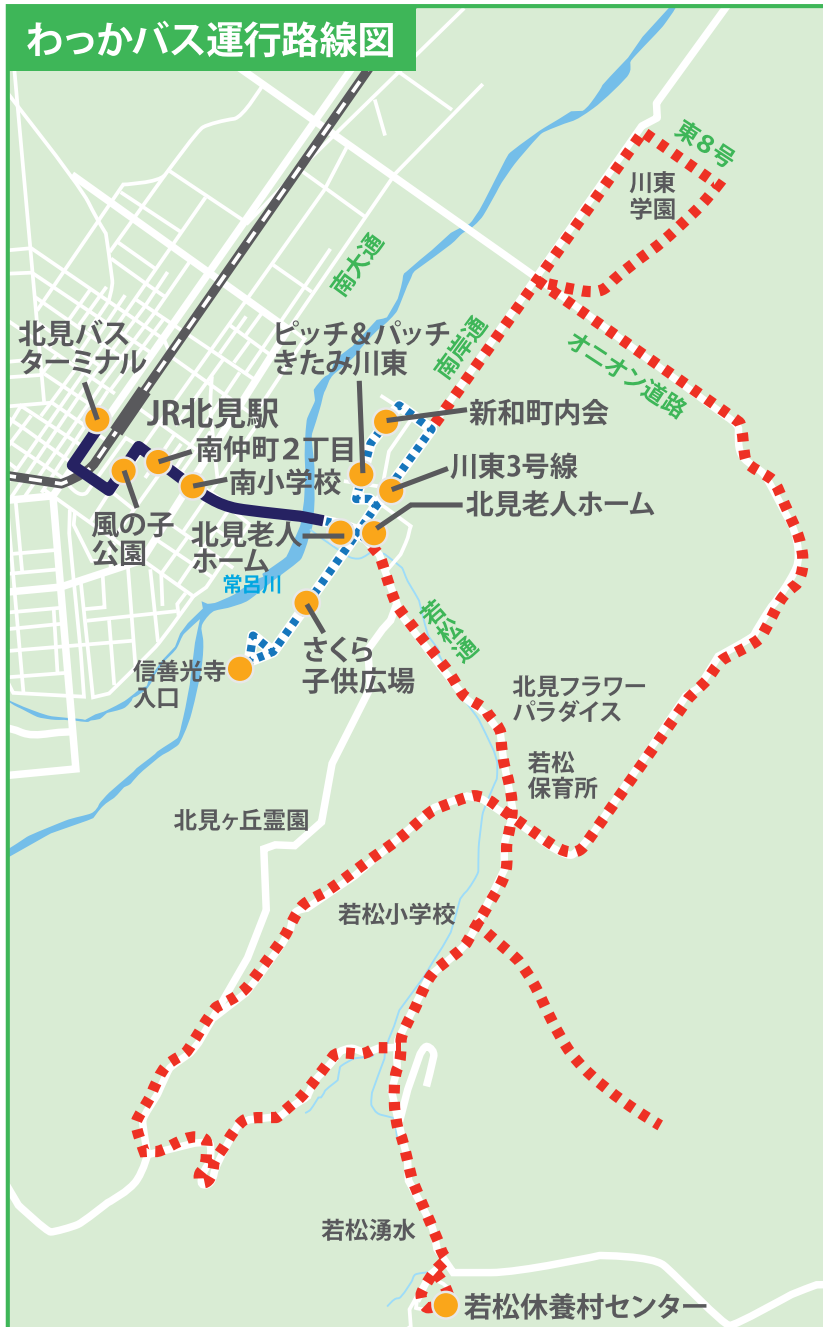 わっかバス運行路線図
東8号
川東
学園
南大通
北見バス
ターミナル
ピッチ&パッチ
きたみ川東
南岸通
オニオン道路
JR北見駅
新和町内会
南仲町2丁目
川東3号線
南小学校
北見老人ホーム
風の子
公園
北見老人
ホーム
常呂川
若松通
さくら
子供広場
信善光寺
入口
北見フラワー
パラダイス
若松
保育所
北見ヶ丘霊園
若松小学校
若松湧水
若松休養村センター